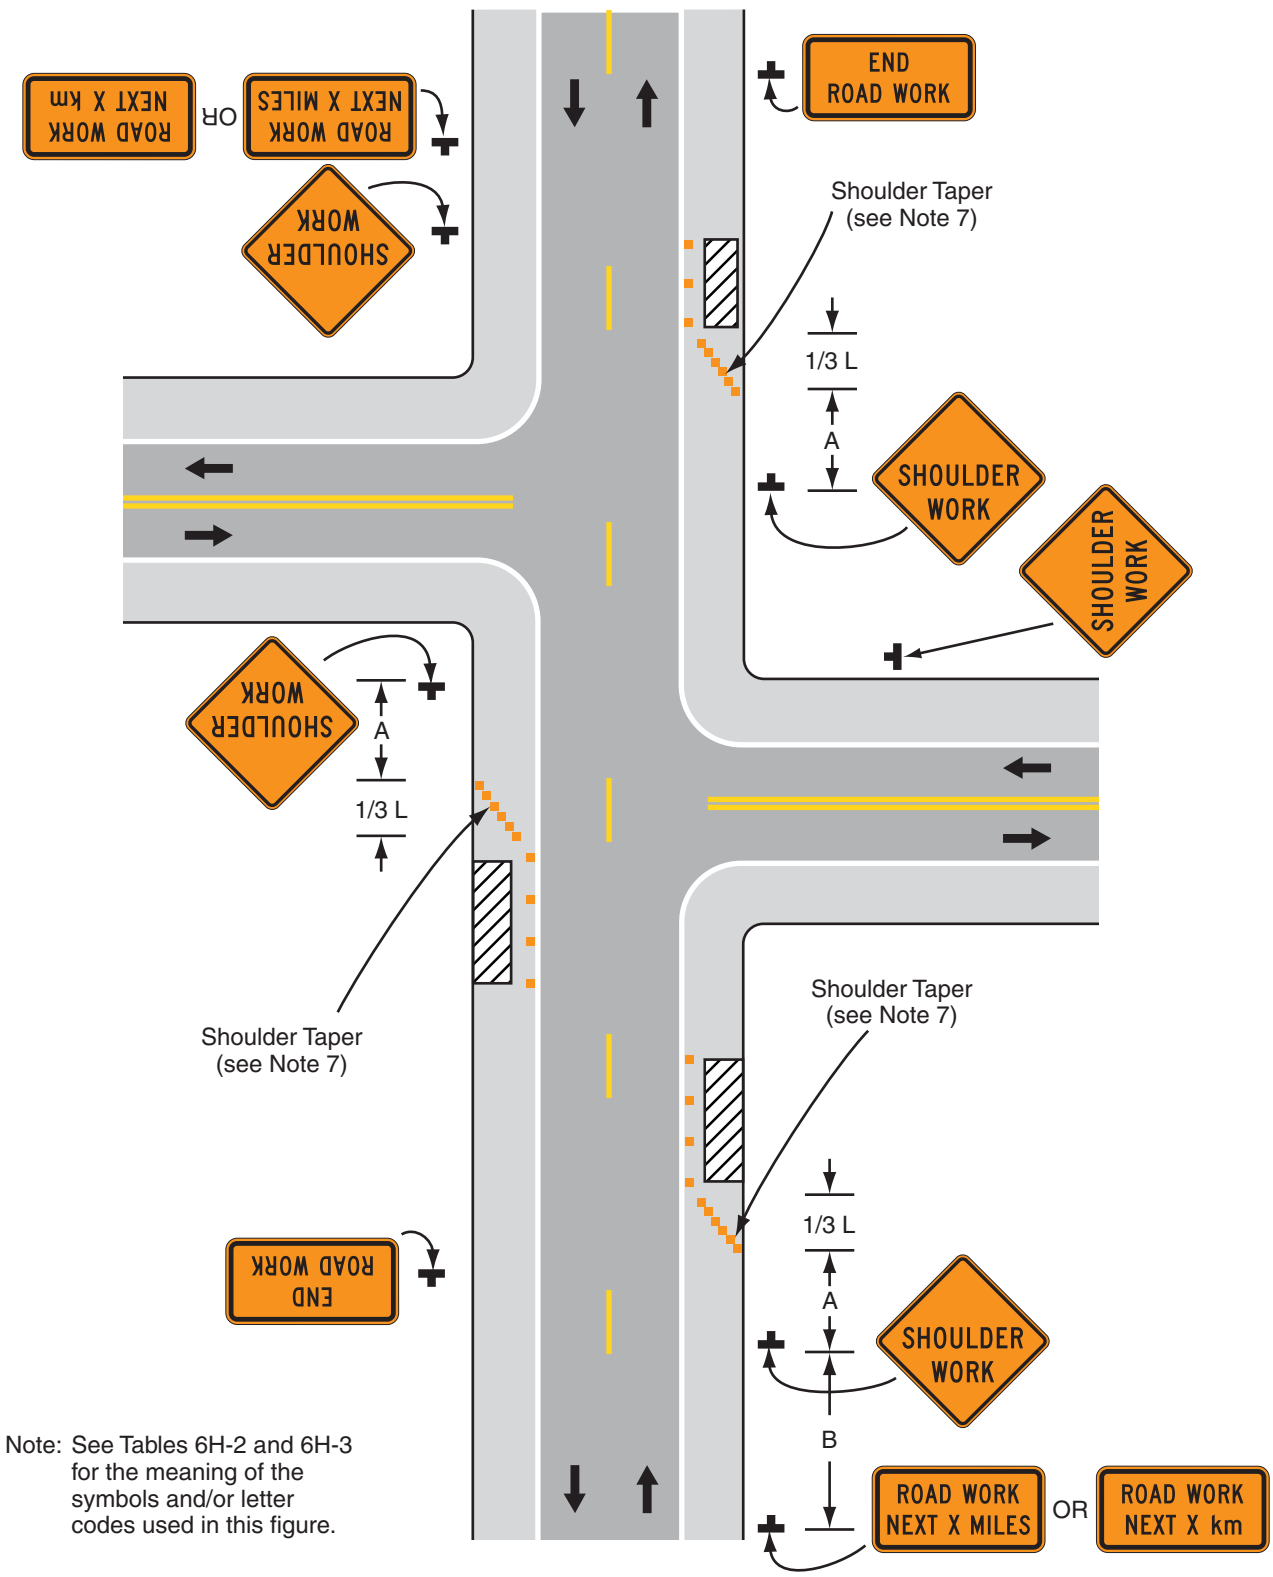 END
ROAD WORK
ROAD WORK
NEXT X km
OR
ROAD WORK
NEXT X MILES
SHOULDER
WORK
Shoulder Taper
(see Note 7)
1/3 L
A
SHOULDER
WORK
SHOULDER
WORK
SHOULDER
WORK
A
1/3 L
Shoulder Taper
(see Note 7)
Shoulder Taper
(see Note 7)
1/3 L
A
END
ROAD WORK
SHOULDER
WORK
B
Note: See Tables 6H-2 and 6H-3
for the meaning of the
symbols and/or letter
codes used in this figure.
ROAD WORK
NEXT X MILES
OR
ROAD WORK
NEXT X km